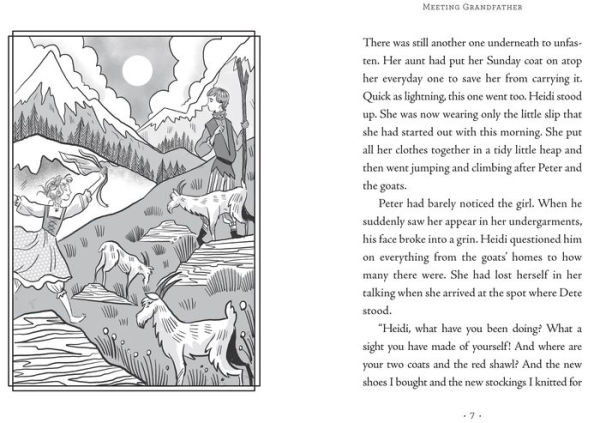 MEETING GRANDFATHER
There was still another one underneath to unfas-
ten. Her aunt had put her Sunday coat on atop
her everyday one to save her from carrying it.
Quick as lightning, this one went too. Heidi stood
up. She was now wearing only the little slip that
she had started out with this morning. She put
all her clothes together in a tidy little heap and
then went jumping and climbing after Peter and
the goats.
Peter had barely noticed the girl. When he
suddenly saw her appear in her undergarments,
his face broke into a grin. Heidi questioned him
on everything from the goats’ homes to how
many there were. She had lost herself in her
talking when she arrived at the spot where Dete
stood.
“Heidi, what have you been doing? What a
sight you have made of yourself! And where are
your two coats and the red shawl? And the new
shoes I bought and the new stockings I knitted for
· 7 ·